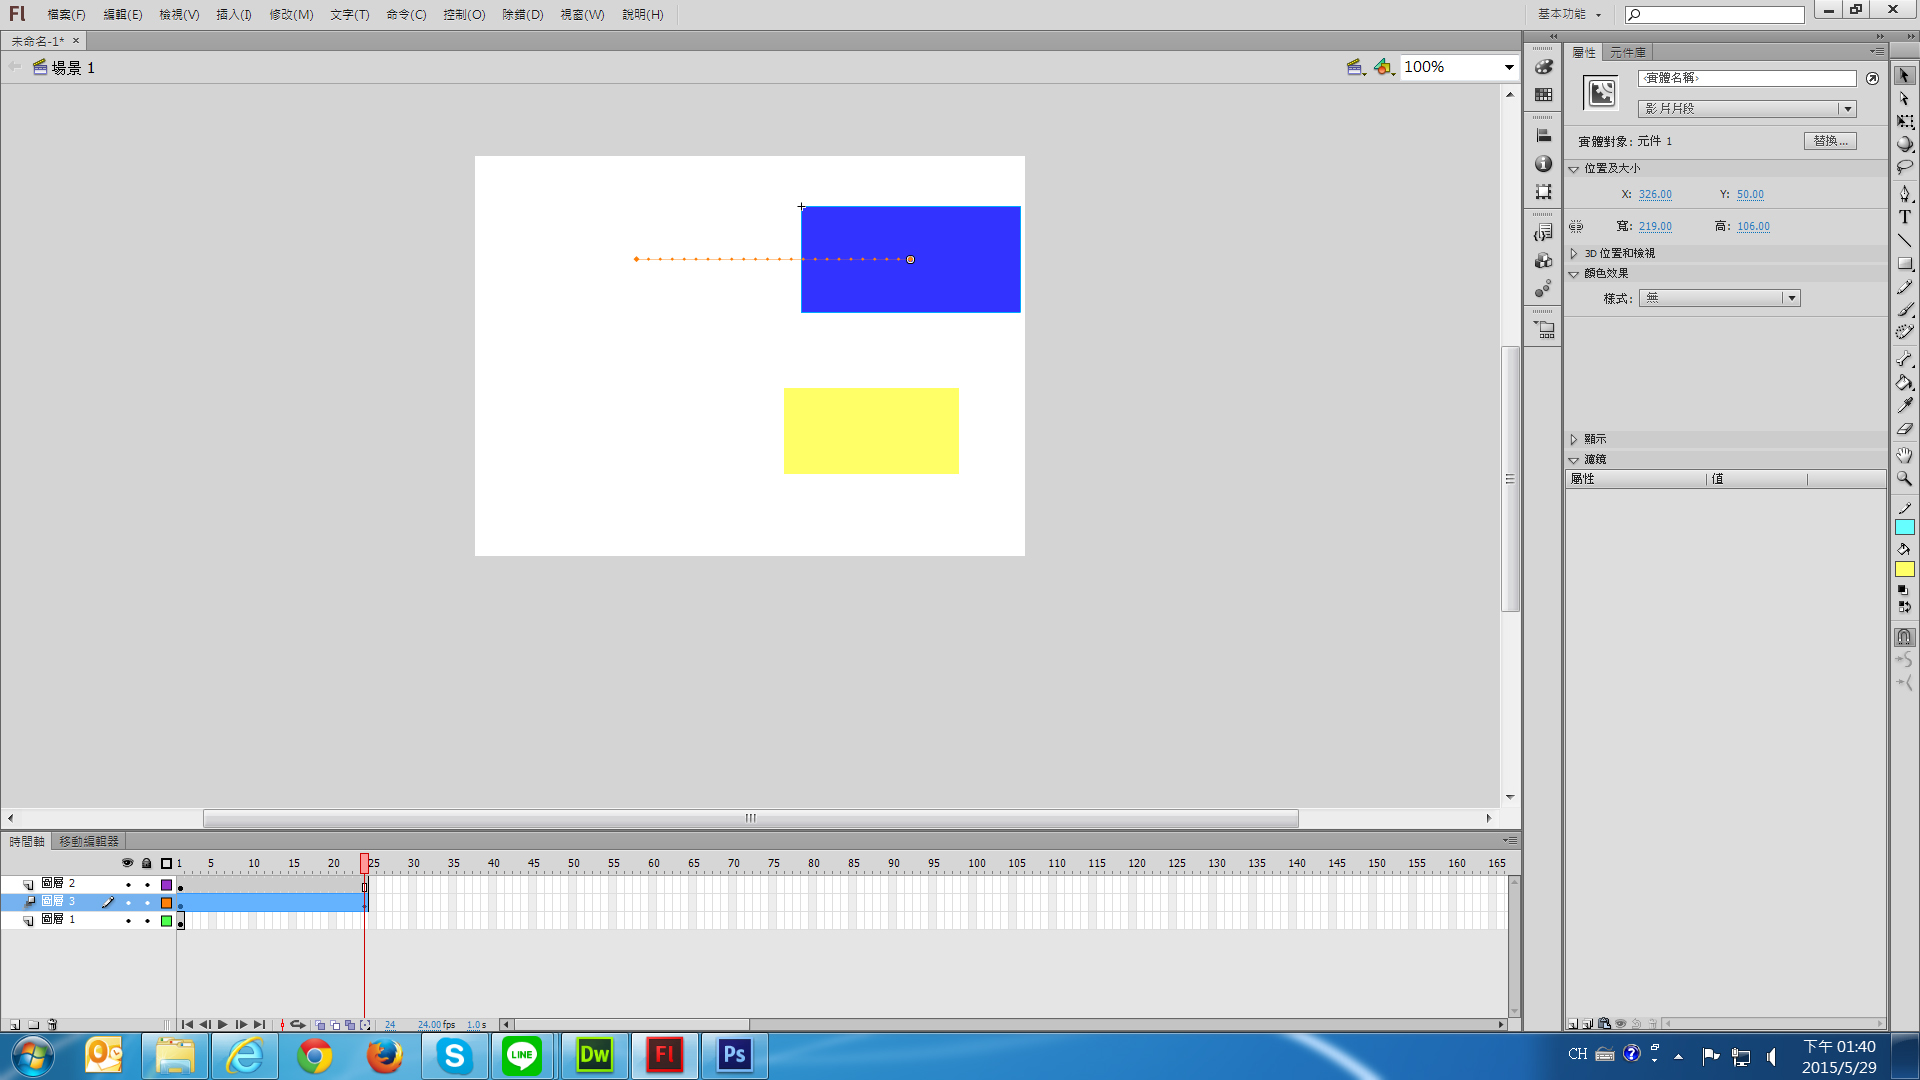 Fl 檔案(F) 編輯(E) 檢視(V) 插入(I) 修改(M) 文字(T) 命令(C) 控制(O) 除錯(D) 視窗(W) 說明(H) 基本功能
未命名-1* ×
場景 1 100%
屬性 元件庫
<實體名稱>
影片片段
實體對象: 元件 1 替換...
位置及大小
X: 326.00 Y: 50.00
寬: 219.00 高: 106.00
3D 位置和檢視
顏色效果
樣式: 無
顯示
濾鏡
屬性 值
T
時間軸 移動編輯器
1 5 10 15 20 25 30 35 40 45 50 55 60 65 70 75 80 85 90 95 100 105 110 115 120 125 130 135 140 145 150 155 160 165
圖層 2
圖層 3
圖層 1
24 24.00 fps 1.0 s
LINE Dw Fl Ps
CH
下午 01:40
2015/5/29